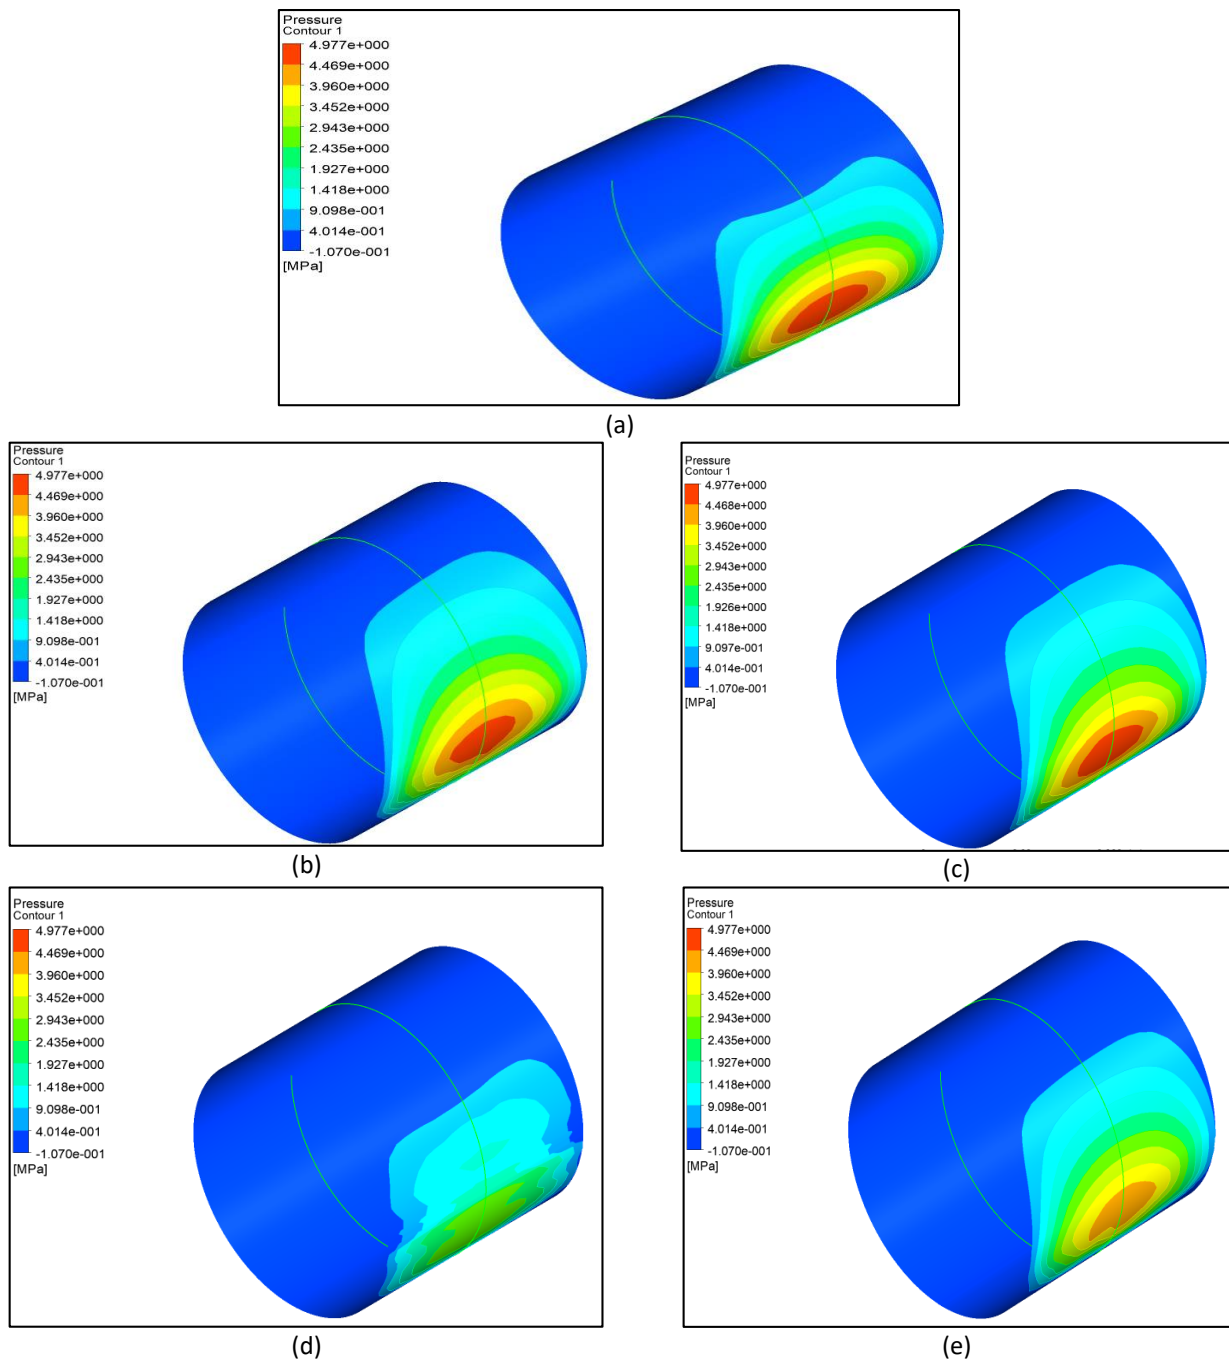 Pressure
Contour 1
4.977e+000
4.469e+000
3.960e+000
3.452e+000
2.943e+000
2.435e+000
1.927e+000
1.418e+000
9.098e-001
4.014e-001
-1.070e-001
[MPa]
(a)
Pressure
Contour 1
4.977e+000
4.469e+000
3.960e+000
3.452e+000
2.943e+000
2.435e+000
1.927e+000
1.418e+000
9.098e-001
4.014e-001
-1.070e-001
[MPa]
(b)
Pressure
Contour 1
4.977e+000
4.468e+000
3.960e+000
3.452e+000
2.943e+000
2.435e+000
1.926e+000
1.418e+000
9.097e-001
4.014e-001
-1.070e-001
[MPa]
(c)
Pressure
Contour 1
4.977e+000
4.469e+000
3.960e+000
3.452e+000
2.943e+000
2.435e+000
1.927e+000
1.418e+000
9.098e-001
4.014e-001
-1.070e-001
[MPa]
(d)
Pressure
Contour 1
4.977e+000
4.469e+000
3.960e+000
3.452e+000
2.943e+000
2.435e+000
1.927e+000
1.418e+000
9.098e-001
4.014e-001
-1.070e-001
[MPa]
(e)